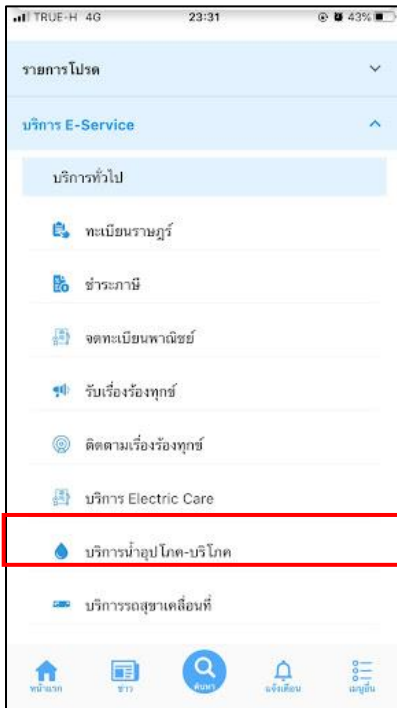 TRUE-H 4G 23:31 43%
รายการโปรด
บริการ E-Service
บริการทั่วไป
ทะเบียนราษฎร์
ชำระภาษี
จดทะเบียนพาณิชย์
รับเรื่องร้องทุกข์
ติดตามเรื่องร้องทุกข์
บริการ Electric Care
บริการน้ำอุปโภค-บริโภค
บริการรถสุขาเคลื่อนที่
หน้าแรก ข่าว ค้นหา แจ้งเตือน เมนูอื่น